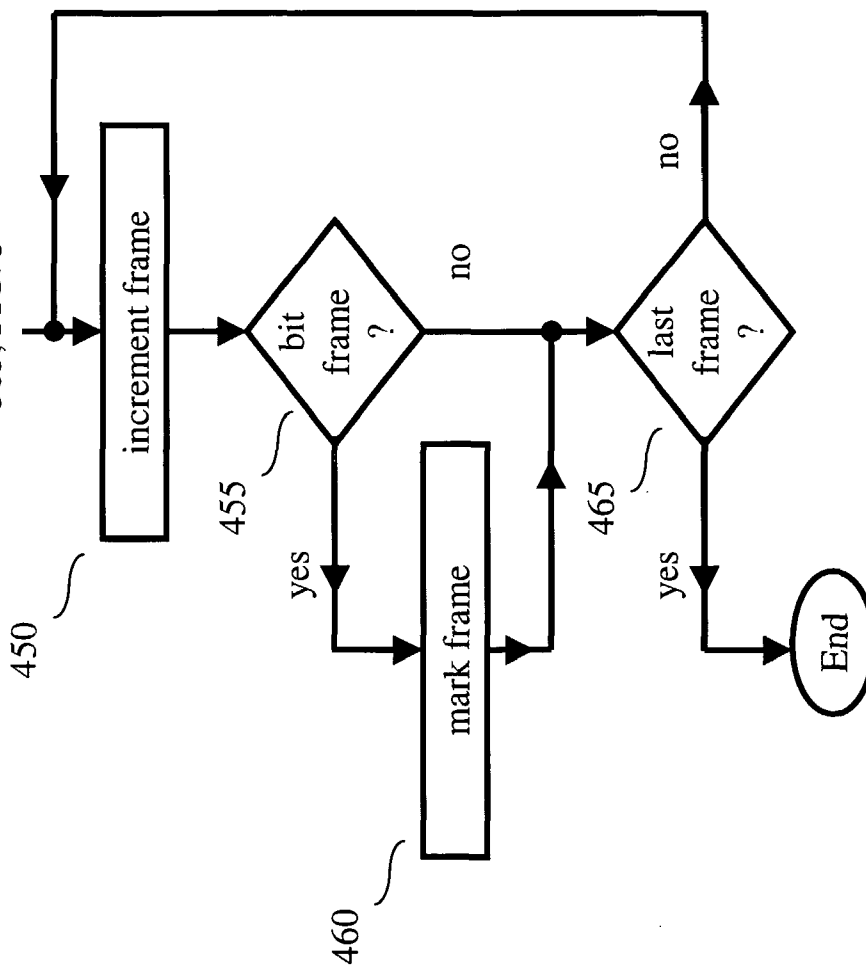 450
increment frame
455
bit
frame
?
yes
no
460
mark frame
465
last
frame
?
yes
no
End